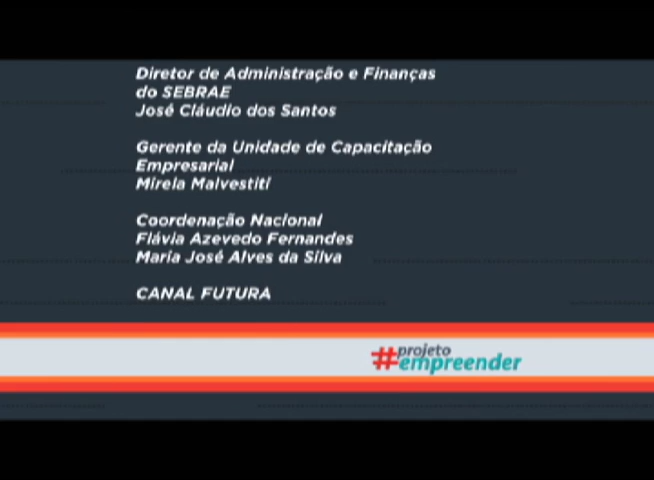 Diretor de Administração e Finanças
do SEBRAE
José Cláudio dos Santos
Gerente da Unidade de Capacitação
Empresarial
Mirela Malvestiti
Coordenação Nacional
Flávia Azevedo Fernandes
Maria José Alves da Silva
CANAL FUTURA
#projeto
empreender